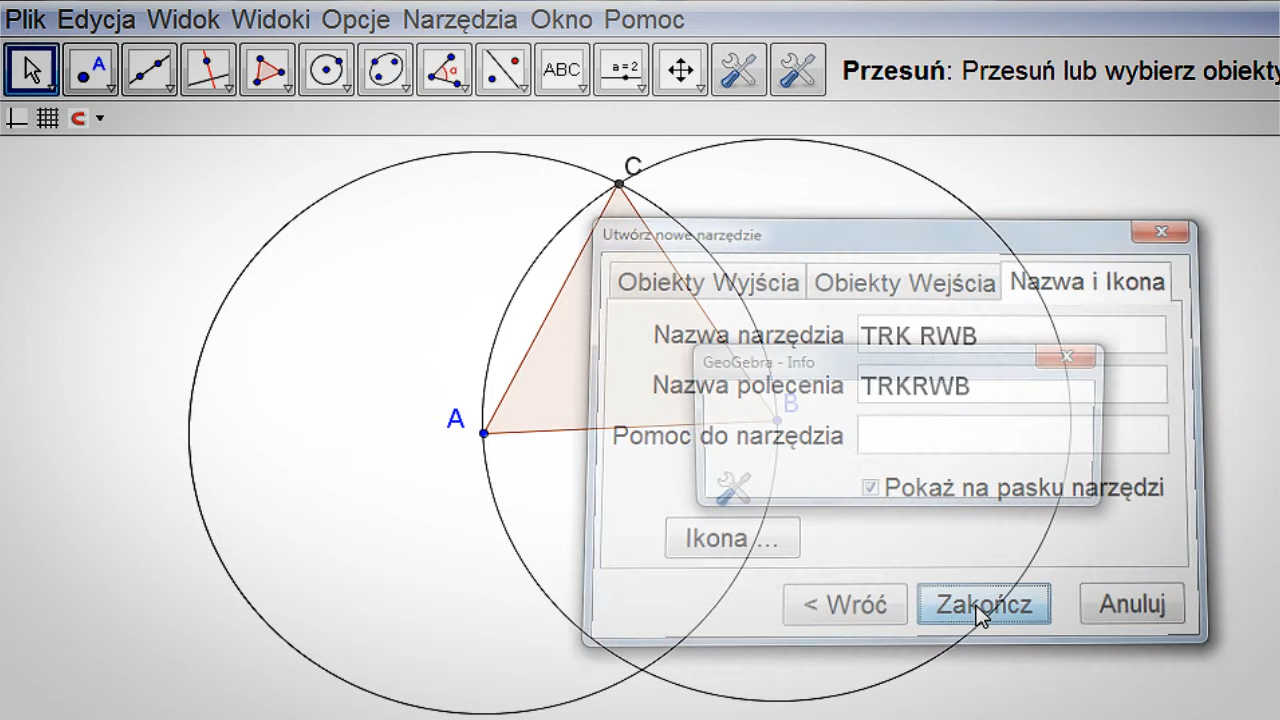 Plik Edycja Widok Widoki Opcje Narzędzia Okno Pomoc
A α ABC a=2 Przesuń: Przesuń lub wybierz obiekty
C
Utwórz nowe narzędzie
Obiekty Wyjścia Obiekty Wejścia Nazwa i Ikona
Nazwa narzędzia TRK RWB
GeoGebra - Info
Nazwa polecenia TRKRWB
A B
Pomoc do narzędzia
Pokaż na pasku narzędzi
Ikona ...
< Wróć Zakończ Anuluj